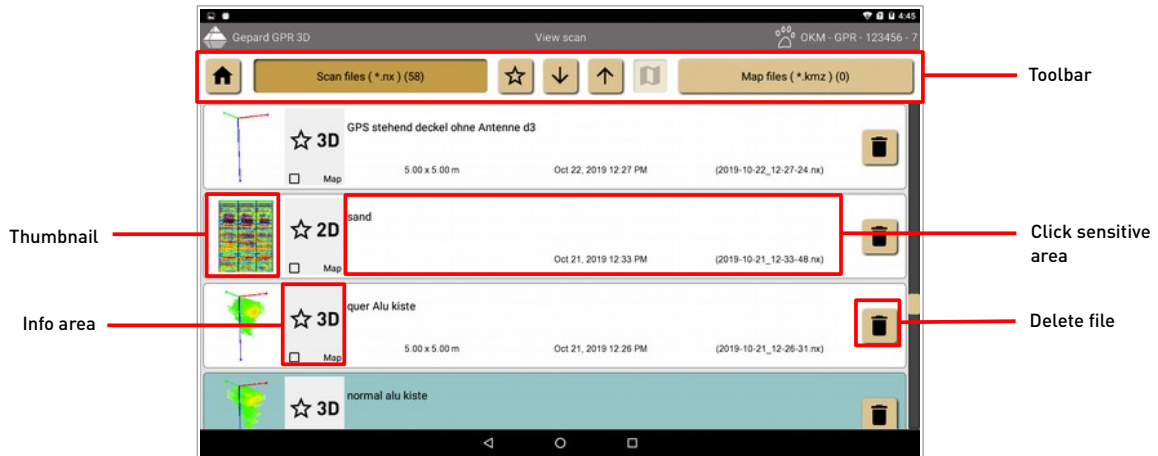 4:45
Gepard GPR 3D View scan OKM - GPR - 123456 - 7
Scan files ( *.nx ) (58) Map files ( *.kmz ) (0)
Toolbar
GPS stehend deckel ohne Antenne d3
3D
Map 5.00 x 5.00 m Oct 22, 2019 12:27 PM (2019-10-22_12-27-24.nx)
Thumbnail
sand
2D
Map Oct 21, 2019 12:33 PM (2019-10-21_12-33-48.nx)
Click sensitive
area
Info area
quer Alu kiste
3D
Map 5.00 x 5.00 m Oct 21, 2019 12:26 PM (2019-10-21_12-26-31.nx)
Delete file
normal alu kiste
3D